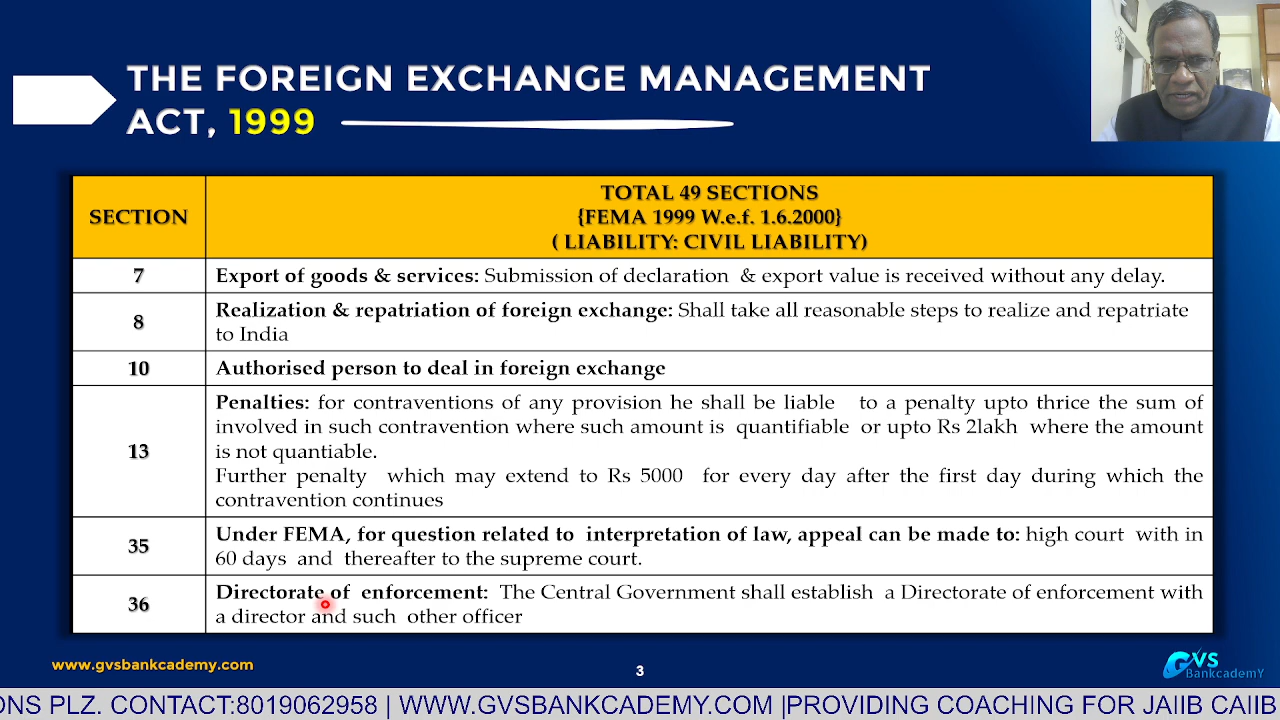 THE FOREIGN EXCHANGE MANAGEMENT
ACT, 1999
SECTION
TOTAL 49 SECTIONS
{FEMA 1999 W.e.f. 1.6.2000}
( LIABILITY: CIVIL LIABILITY)
7
Export of goods & services: Submission of declaration & export value is received without any delay.
8
Realization & repatriation of foreign exchange: Shall take all reasonable steps to realize and repatriate
to India
10
Authorised person to deal in foreign exchange
13
Penalties: for contraventions of any provision he shall be liable to a penalty upto thrice the sum of
involved in such contravention where such amount is quantifiable or upto Rs 2lakh where the amount
is not quantiable.
Further penalty which may extend to Rs 5000 for every day after the first day during which the
contravention continues
35
Under FEMA, for question related to interpretation of law, appeal can be made to: high court with in
60 days and thereafter to the supreme court.
36
Directorate of enforcement: The Central Government shall establish a Directorate of enforcement with
a director and such other officer
www.gvsbankcademy.com
3
GVS
BankcademY
ONS PLZ. CONTACT:8019062958 | WWW.GVSBANKCADEMY.COM |PROVIDING COACHING FOR JAIIB CAIIB